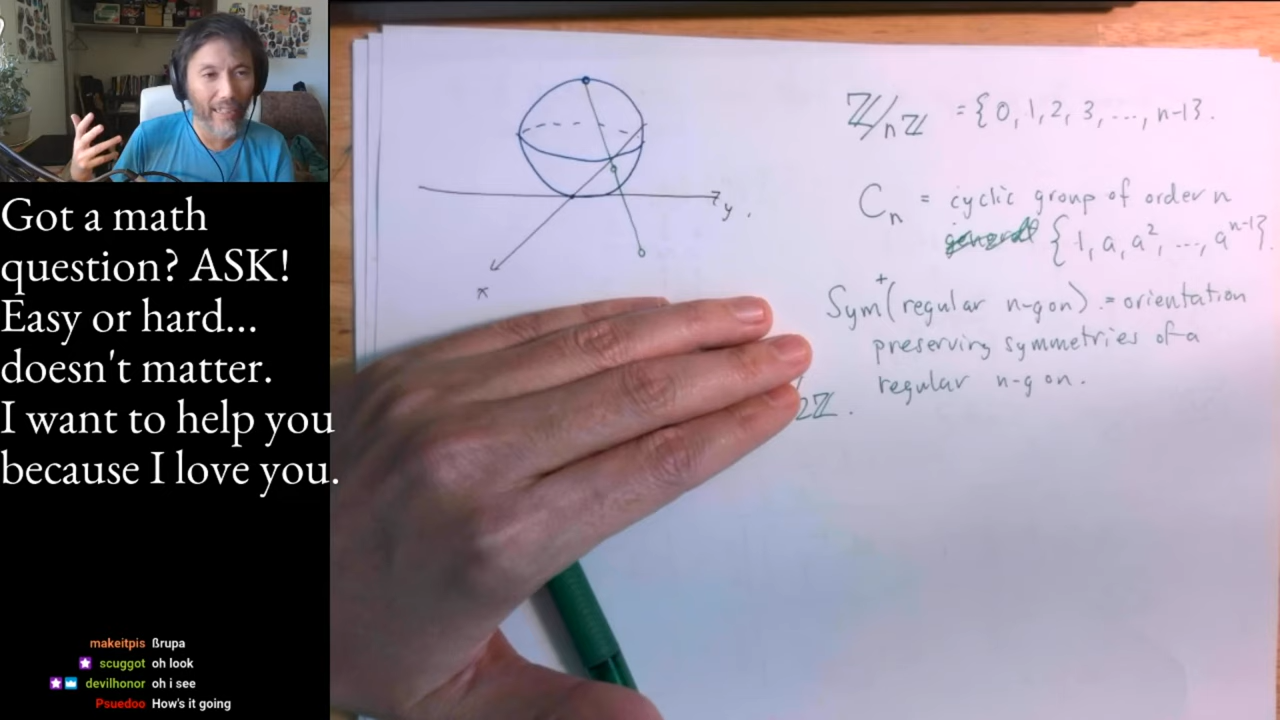 Got a math
question? ASK!
Easy or hard...
doesn't matter.
I want to help you
because I love you.
makeitpis ßrupa
scuggot oh look
devilhonor oh i see
Psuedoo How's it going
y.
x
ℤ/nℤ = {0, 1, 2, 3, ..., n-1}.
Cn = cyclic group of order n
{1, a, a², ..., aⁿ⁻¹}.
Sym⁺(regular n-gon) = orientation
preserving symmetries of a
regular n-gon.
2ℤ.